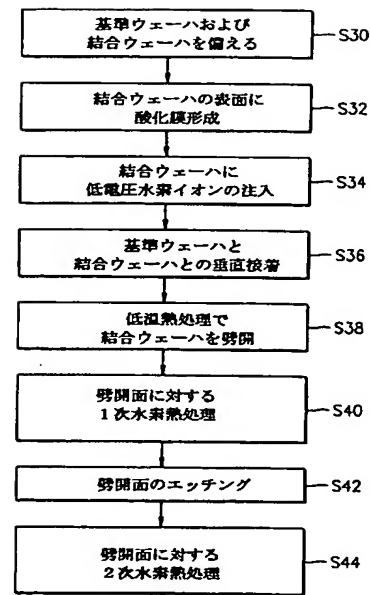 基準ウェーハおよび
結合ウェーハを備える
S30
結合ウェーハの表面に
酸化膜形成
S32
結合ウェーハに
低電圧水素イオンの注入
S34
基準ウェーハと
結合ウェーハとの垂直接着
S36
低温熱処理で
結合ウェーハを劈開
S38
劈開面に対する
1次水素熱処理
S40
劈開面のエッチング
S42
劈開面に対する
2次水素熱処理
S44